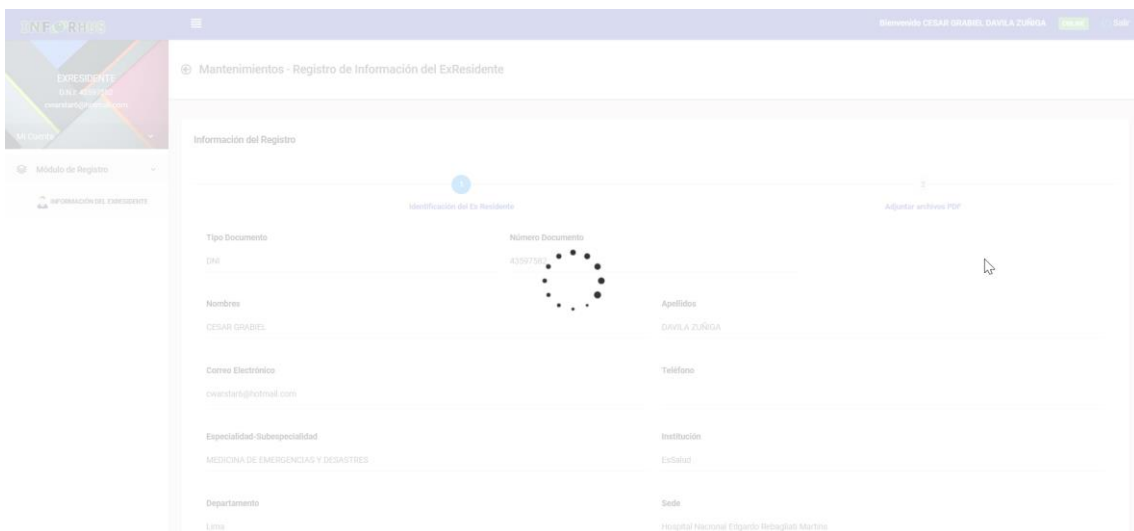 INFORHUS
Bienvenido CESAR GRABIEL DAVILA ZUÑIGA
Salir
EXRESIDENTE
Mantenimientos - Registro de Información del ExResidente
Mi Cuenta
Información del Registro
Módulo de Registro
INFORMACIÓN DEL EXRESIDENTE
1
2
Identificación del Ex Residente
Adjuntar archivos PDF
Tipo Documento
Número Documento
DNI
Nombres
Apellidos
CESAR GRABIEL
DAVILA ZUÑIGA
Correo Electrónico
Teléfono
Especialidad-Subespecialidad
Institución
MEDICINA DE EMERGENCIAS Y DESASTRES
EsSalud
Departamento
Sede
Lima
Hospital Nacional Edgardo Rebagliati Martins